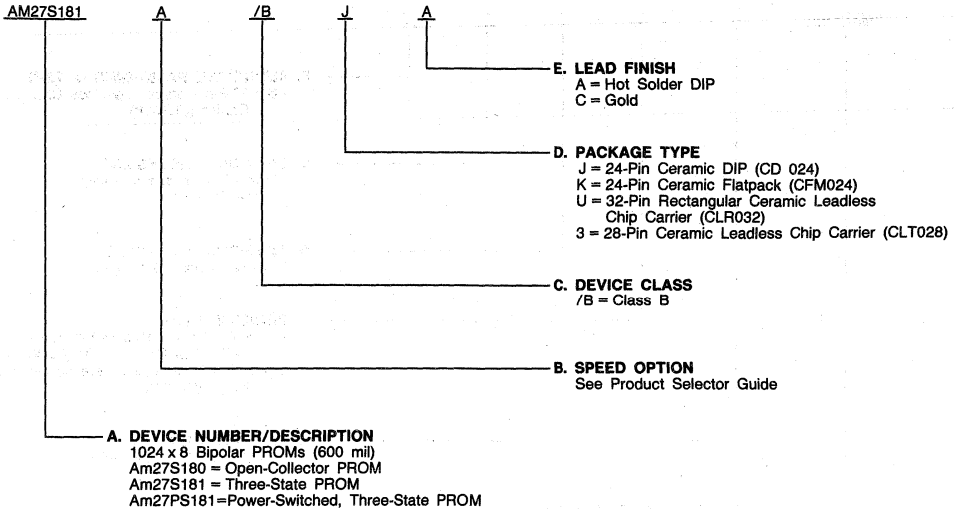 AM27S181 A /B J A
E. LEAD FINISH
A = Hot Solder DIP
C = Gold
D. PACKAGE TYPE
J = 24-Pin Ceramic DIP (CD 024)
K = 24-Pin Ceramic Flatpack (CFM024)
U = 32-Pin Rectangular Ceramic Leadless
Chip Carrier (CLR032)
3 = 28-Pin Ceramic Leadless Chip Carrier (CLT028)
C. DEVICE CLASS
/B = Class B
B. SPEED OPTION
See Product Selector Guide
A. DEVICE NUMBER/DESCRIPTION
1024 x 8 Bipolar PROMs (600 mil)
Am27S180 = Open-Collector PROM
Am27S181 = Three-State PROM
Am27PS181=Power-Switched, Three-State PROM